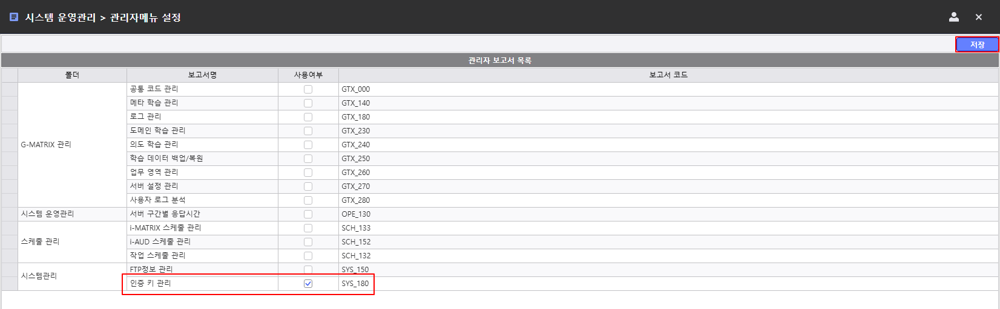 시스템 운영관리 > 관리자메뉴 설정
저장
관리자 보고서 목록
폴더 보고서명 사용여부 보고서 코드
공통 코드 관리 GTX_000
메타 학습 관리 GTX_140
로그 관리 GTX_180
도메인 학습 관리 GTX_230
G-MATRIX 관리 의도 학습 관리 GTX_240
학습 데이터 백업/복원 GTX_250
업무 영역 관리 GTX_260
서버 설정 관리 GTX_270
사용자 로그 분석 GTX_280
시스템 운영관리 서버 구간별 응답시간 OPE_130
i-MATRIX 스케줄 관리 SCH_133
스케줄 관리 i-AUD 스케줄 관리 SCH_152
작업 스케줄 관리 SCH_132
시스템관리 FTP정보 관리 SYS_150
인증 키 관리 SYS_180